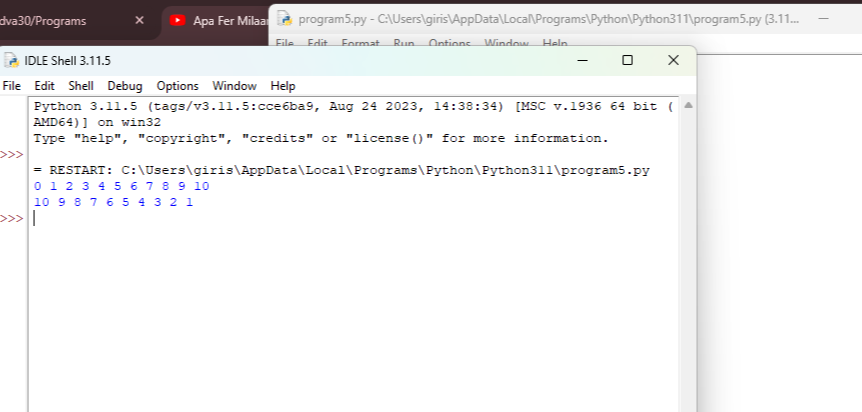 dva30/Programs
Apa Fer Milaan
program5.py - C:\Users\giris\AppData\Local\Programs\Python\Python311\program5.py (3.11...
File Edit Format Run Options Window Help
IDLE Shell 3.11.5
File Edit Shell Debug Options Window Help
Python 3.11.5 (tags/v3.11.5:cce6ba9, Aug 24 2023, 14:38:34) [MSC v.1936 64 bit (
AMD64)] on win32
Type "help", "copyright", "credits" or "license()" for more information.
>>>
= RESTART: C:\Users\giris\AppData\Local\Programs\Python\Python311\program5.py
0 1 2 3 4 5 6 7 8 9 10
10 9 8 7 6 5 4 3 2 1
>>>